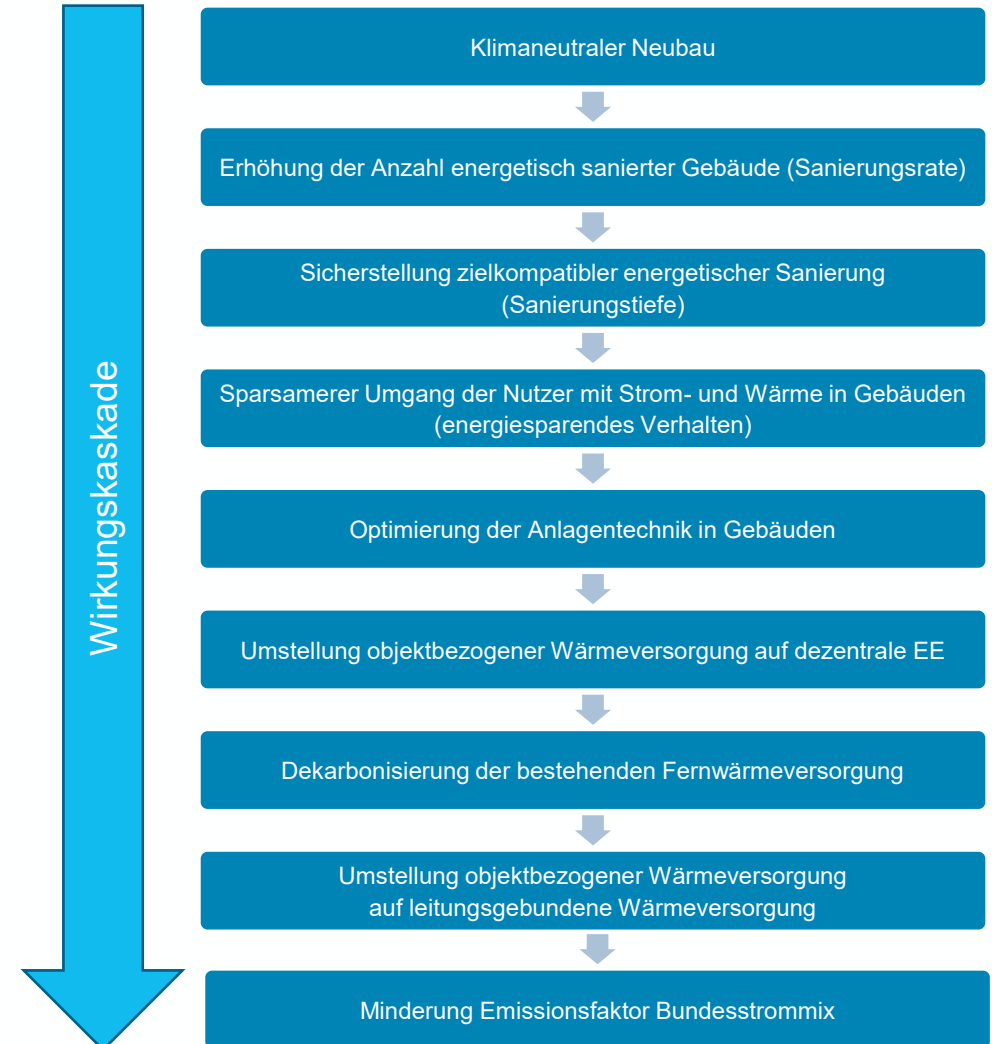 Wirkungskaskade
Klimaneutraler Neubau
Erhöhung der Anzahl energetisch sanierter Gebäude (Sanierungsrate)
Sicherstellung zielkompatibler energetischer Sanierung
(Sanierungstiefe)
Sparsamerer Umgang der Nutzer mit Strom- und Wärme in Gebäuden
(energiesparendes Verhalten)
Optimierung der Anlagentechnik in Gebäuden
Umstellung objektbezogener Wärmeversorgung auf dezentrale EE
Dekarbonisierung der bestehenden Fernwärmeversorgung
Umstellung objektbezogener Wärmeversorgung
auf leitungsgebundene Wärmeversorgung
Minderung Emissionsfaktor Bundesstrommix